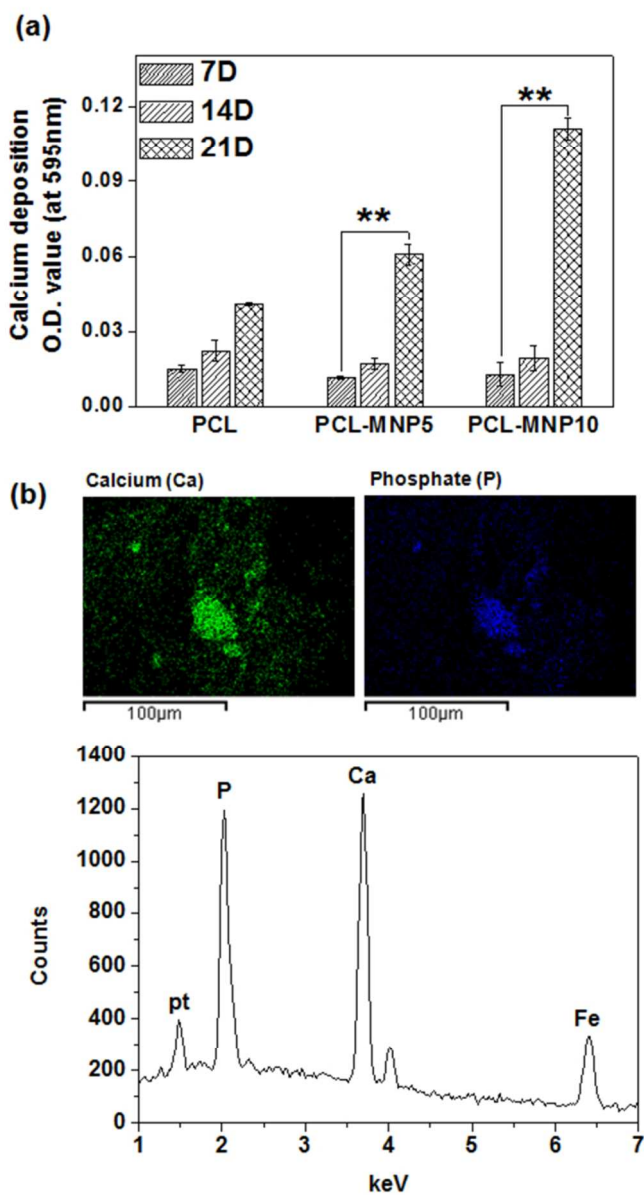 (a)
7D
14D
21D
Calcium deposition
O.D. value (at 595nm)
0.12
0.09
0.06
0.03
0.00
**
**
PCL
PCL-MNP5
PCL-MNP10
(b)
Calcium (Ca)
Phosphate (P)
100µm
100µm
1400
1200
1000
800
600
400
200
0
Counts
pt
P
Ca
Fe
1
2
3
4
5
6
7
keV